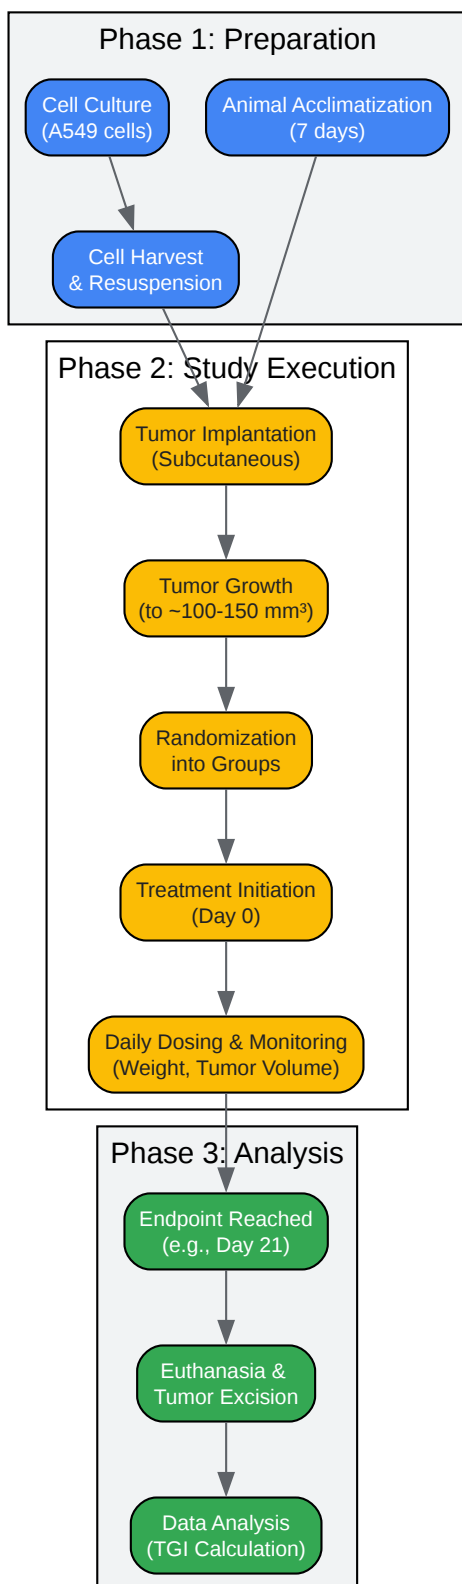 Phase 1: Preparation
Cell Culture
(A549 cells)
Animal Acclimatization
(7 days)
Cell Harvest
& Resuspension
Phase 2: Study Execution
Tumor Implantation
(Subcutaneous)
Tumor Growth
(to ~100-150 mm³)
Randomization
into Groups
Treatment Initiation
(Day 0)
Daily Dosing & Monitoring
(Weight, Tumor Volume)
Phase 3: Analysis
Endpoint Reached
(e.g., Day 21)
Euthanasia &
Tumor Excision
Data Analysis
(TGI Calculation)